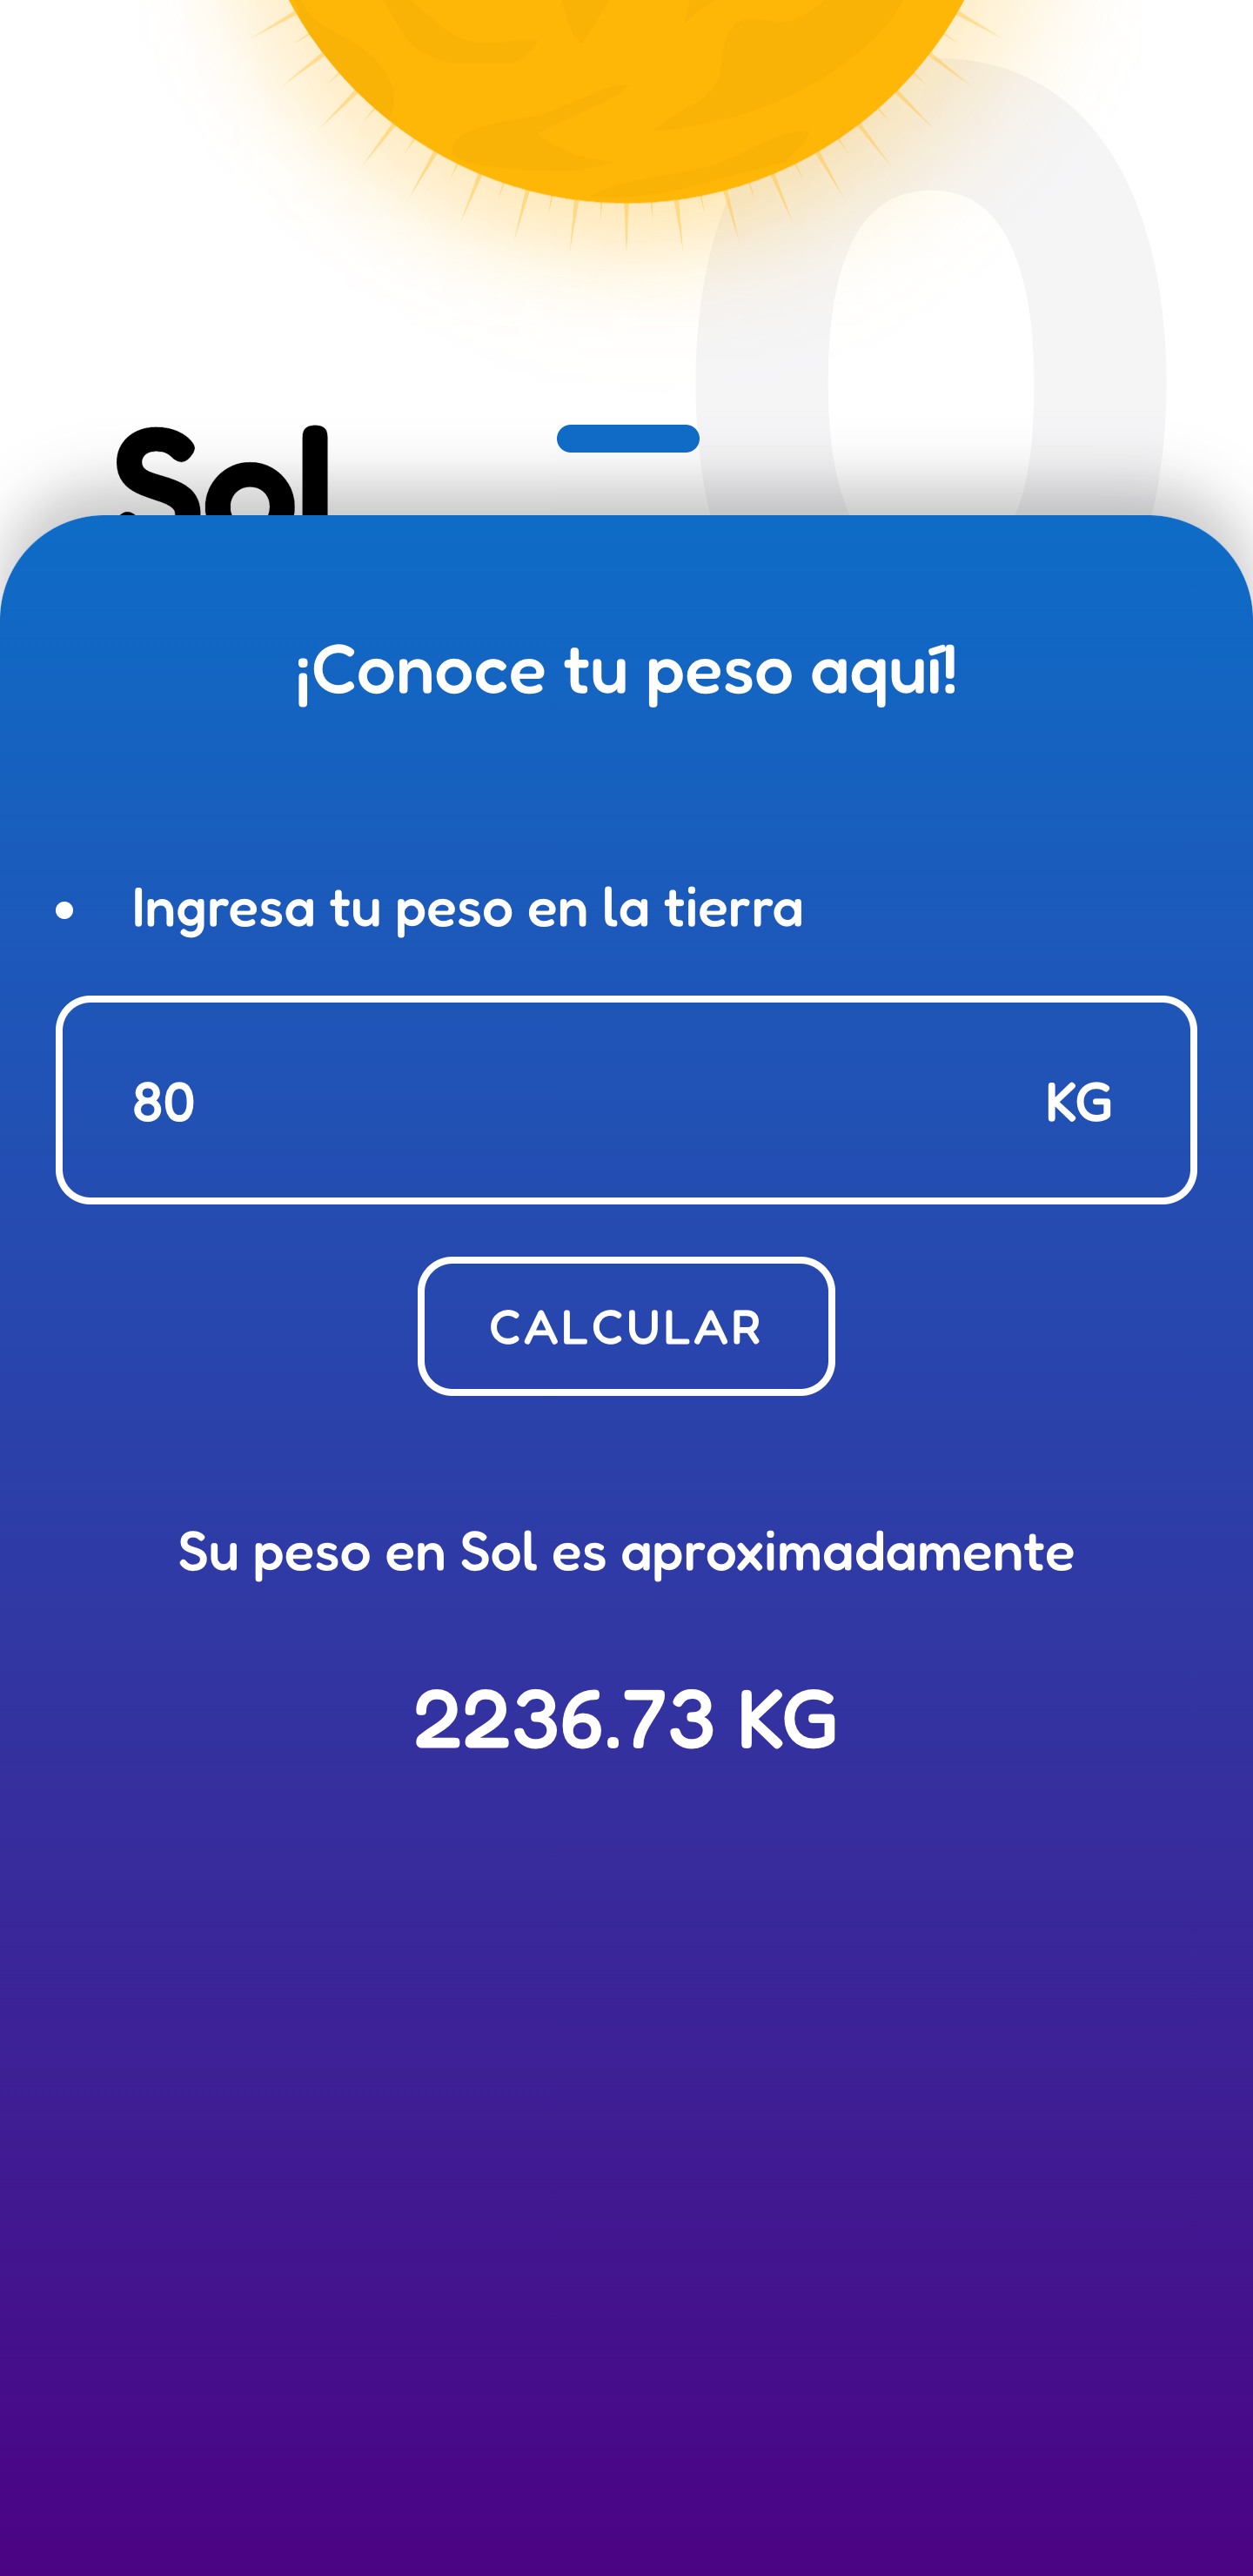 0
Sol
¡Conoce tu peso aquí!
• Ingresa tu peso en la tierra
80 KG
CALCULAR
Su peso en Sol es aproximadamente
2236.73 KG